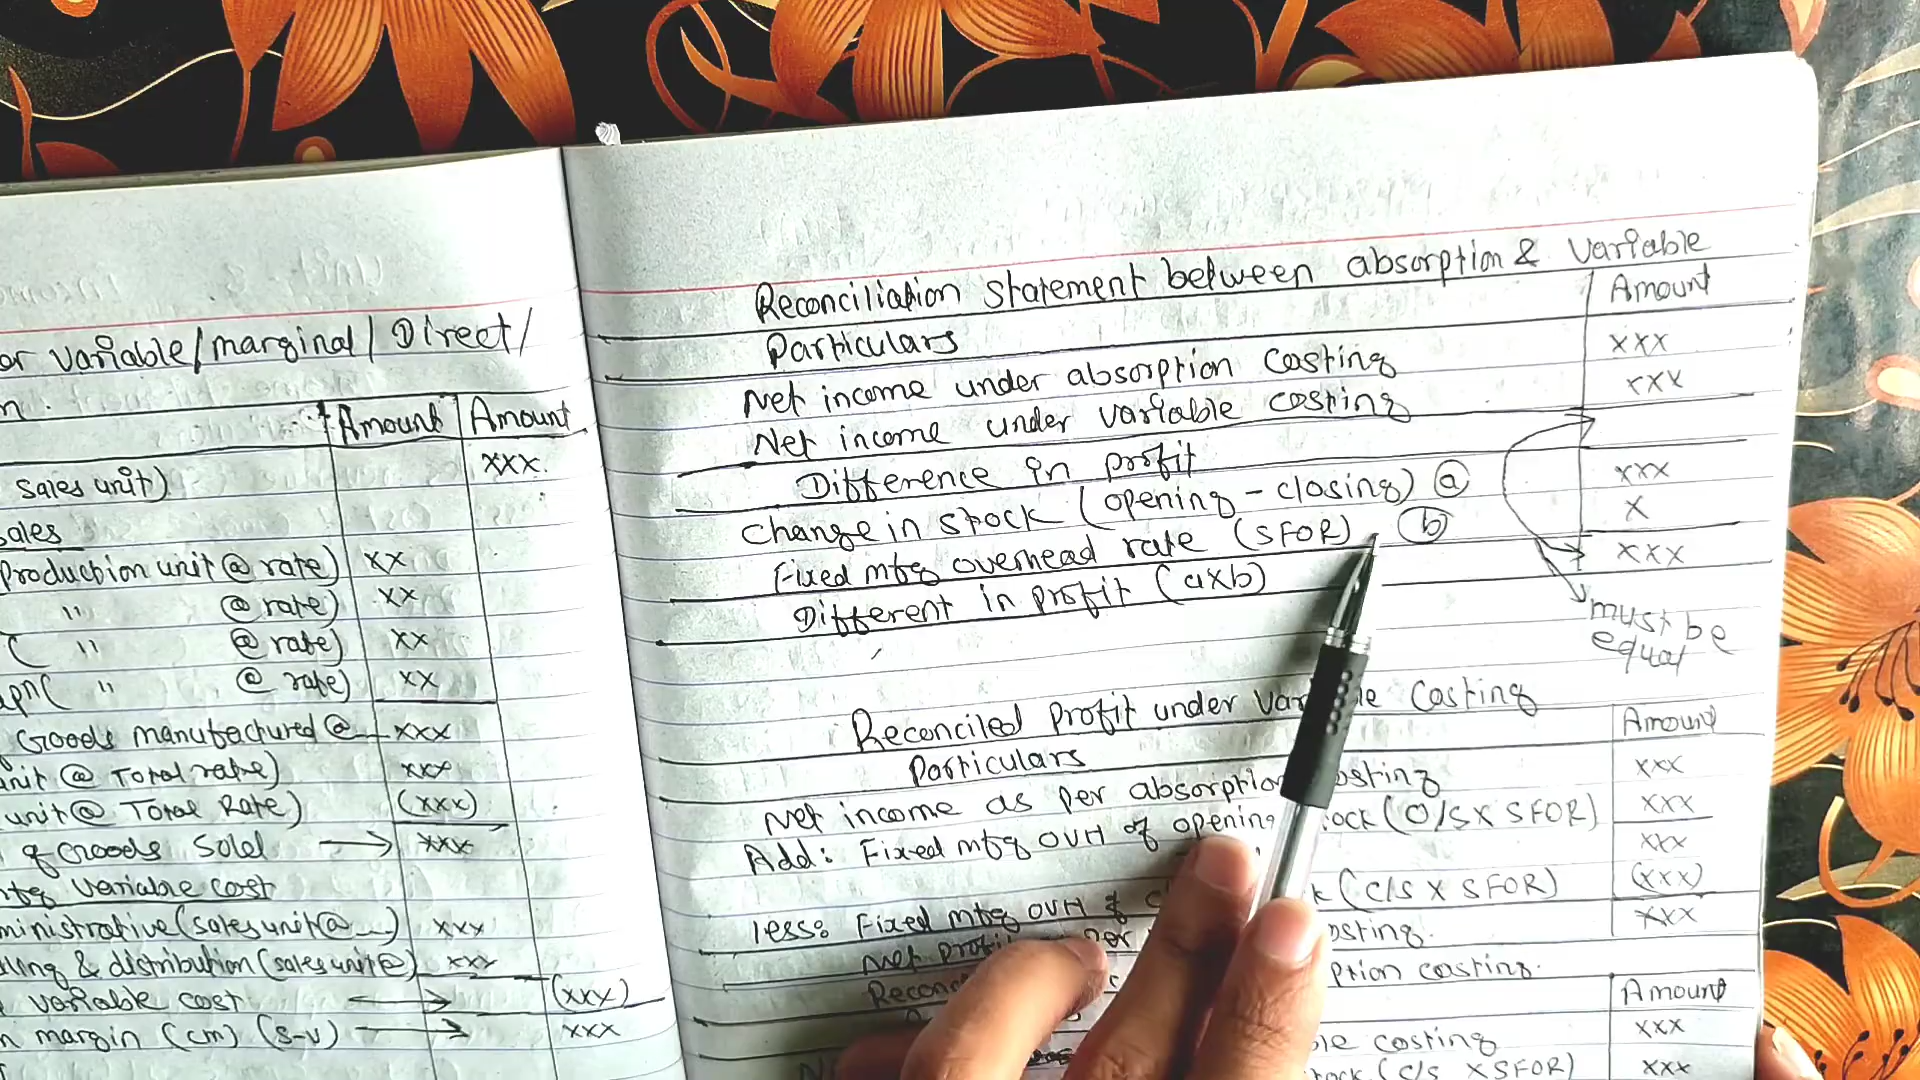 or variable/marginal/Direct/
n.
Amount Amount
Sales unit) xxx.
sales
Production unit @ rate) xx
" @ rate) xx
( " @ rate) xx
pn( " @ rate) xx
Goods manufactured @ xxx
unit @ Total rate) xxx
unit @ Total Rate) (xxx)
of Goods Sold → xxx
mfg variable cost
ministrative (sales unit @ ...) xxx
lling & distribution (sales unit @) xxx
variable cost (xxx)
n margin (cm) (s-v) → xxx
Reconciliation statement between absorption & variable
Particulars Amount
Net income under absorption costing xxx
Net income under variable costing xxx
Difference in profit
Change in stock (opening - closing) a xxx
Fixed mfg overhead rate (SFOR) b x
Different in profit (axb) xxx
must be
equal
Reconciled profit under costing
Particulars Amount
Net income as per absorption costing xxx
Add: Fixed mfg OVH of opening (O/S X SFOR) xxx
xxx
less: Fixed mfg OVH (C/S X SFOR) (xxx)
Net profit per costing. xxx
ption costing.
Amount
costing xxx
(C/S X SFOR) xxx